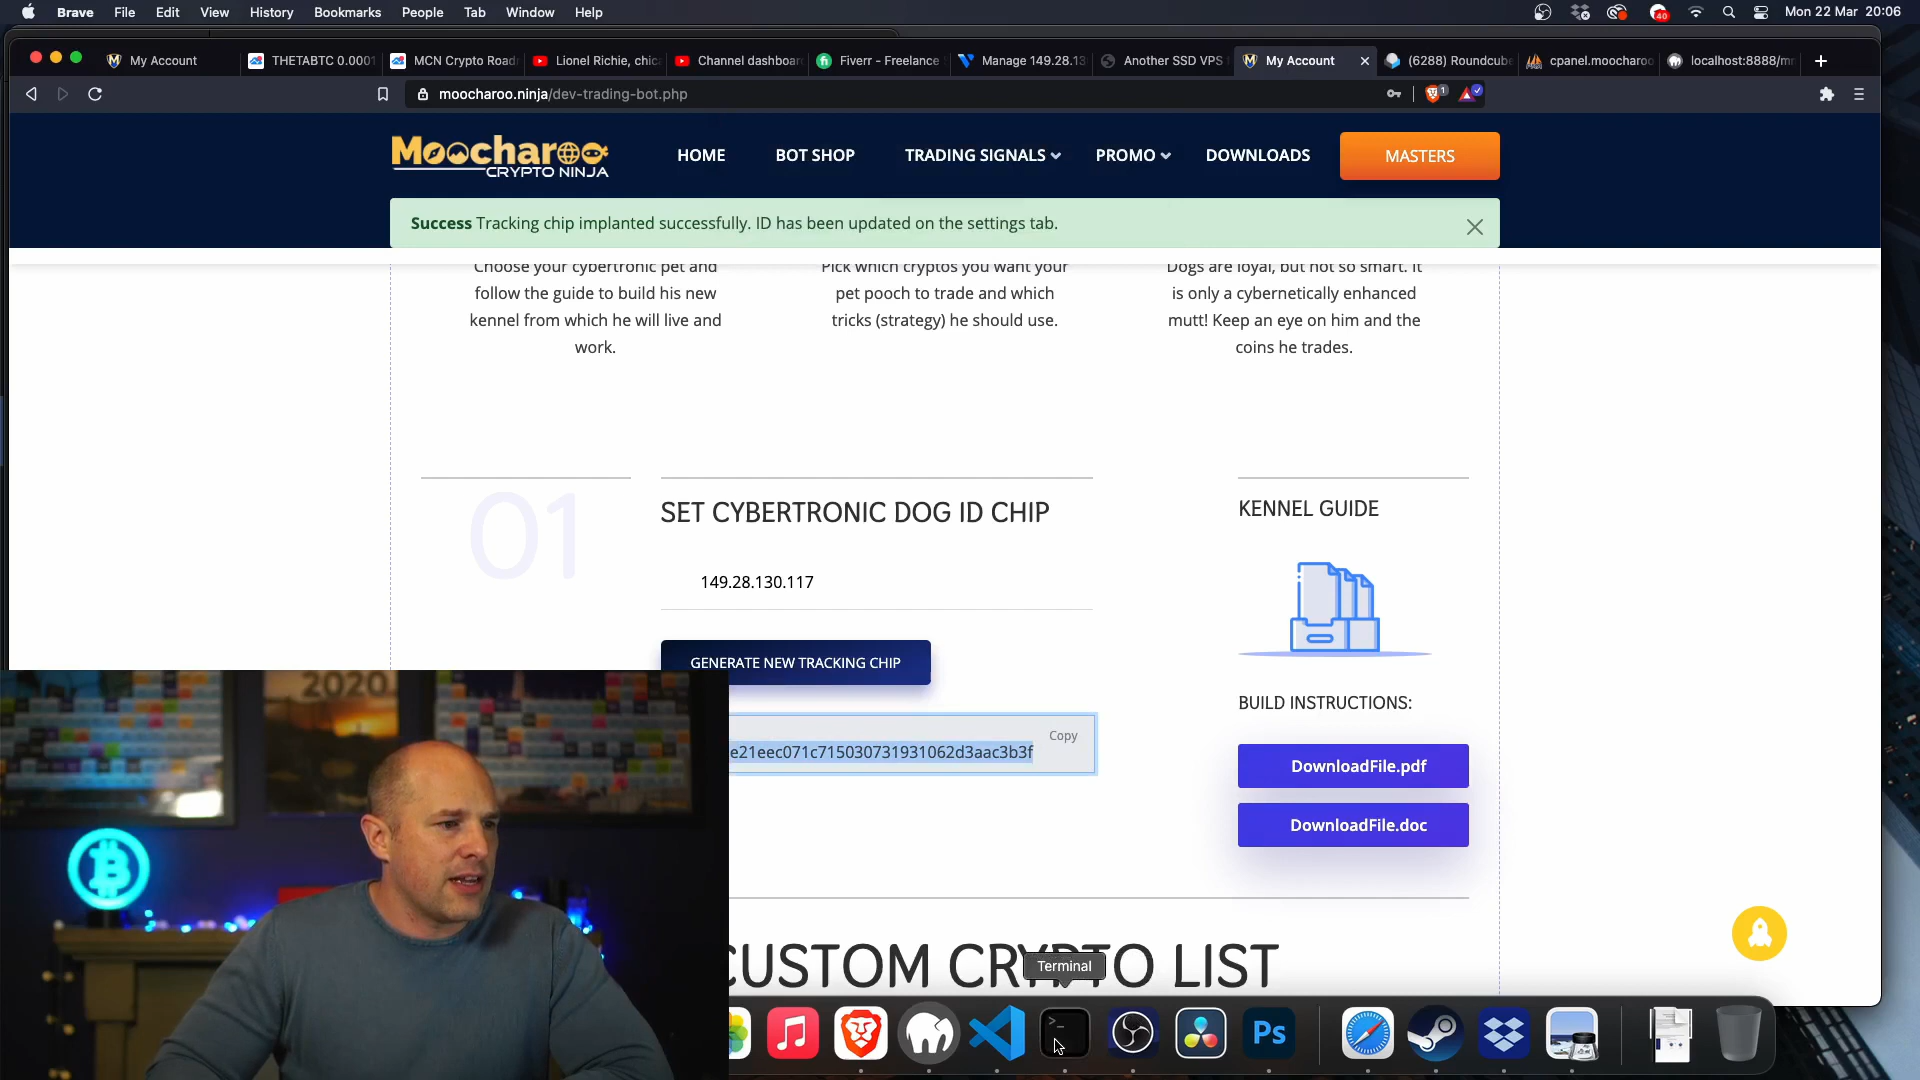 Brave File Edit View History Bookmarks People Tab Window Help
40
Mon 22 Mar 20:06
My Account
THETABTC 0.0001
MCN Crypto Road
Lionel Richie, chic
Channel dashboar
Fiverr - Freelance
Manage 149.28.13
Another SSD VPS
My Account
(6288) Roundcube
cpanel.moocharoo
localhost:8888/m
moocharoo.ninja/dev-trading-bot.php
1
Moocharoo
CRYPTO NINJA
HOME
BOT SHOP
TRADING SIGNALS
PROMO
DOWNLOADS
MASTERS
Success Tracking chip implanted successfully. ID has been updated on the settings tab.
Choose your cybertronic pet and
follow the guide to build his new
kennel from which he will live and
work.
Pick which cryptos you want your
pet pooch to trade and which
tricks (strategy) he should use.
Dogs are loyal, but not so smart. It
is only a cybernetically enhanced
mutt! Keep an eye on him and the
coins he trades.
01
SET CYBERTRONIC DOG ID CHIP
149.28.130.117
GENERATE NEW TRACKING CHIP
Copy
e21eec071c715030731931062d3aac3b3f
KENNEL GUIDE
BUILD INSTRUCTIONS:
DownloadFile.pdf
DownloadFile.doc
2020
CUSTOM CRYPTO LIST
Terminal
Ps